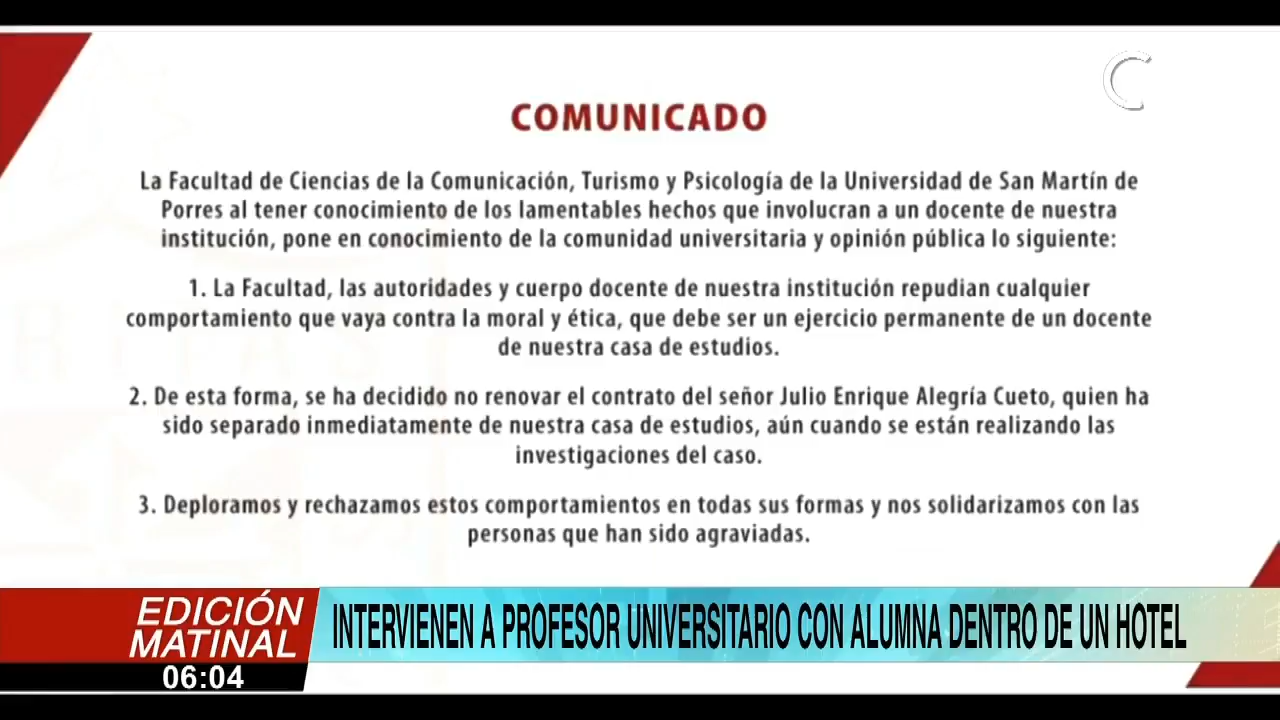 COMUNICADO
La Facultad de Ciencias de la Comunicación, Turismo y Psicología de la Universidad de San Martín de
Porres al tener conocimiento de los lamentables hechos que involucran a un docente de nuestra
institución, pone en conocimiento de la comunidad universitaria y opinión pública lo siguiente:
1. La Facultad, las autoridades y cuerpo docente de nuestra institución repudian cualquier
comportamiento que vaya contra la moral y ética, que debe ser un ejercicio permanente de un docente
de nuestra casa de estudios.
2. De esta forma, se ha decidido no renovar el contrato del señor Julio Enrique Alegría Cueto, quien ha
sido separado inmediatamente de nuestra casa de estudios, aún cuando se están realizando las
investigaciones del caso.
3. Deploramos y rechazamos estos comportamientos en todas sus formas y nos solidarizamos con las
personas que han sido agraviadas.
EDICIÓN
MATINAL
06:04
INTERVIENEN A PROFESOR UNIVERSITARIO CON ALUMNA DENTRO DE UN HOTEL